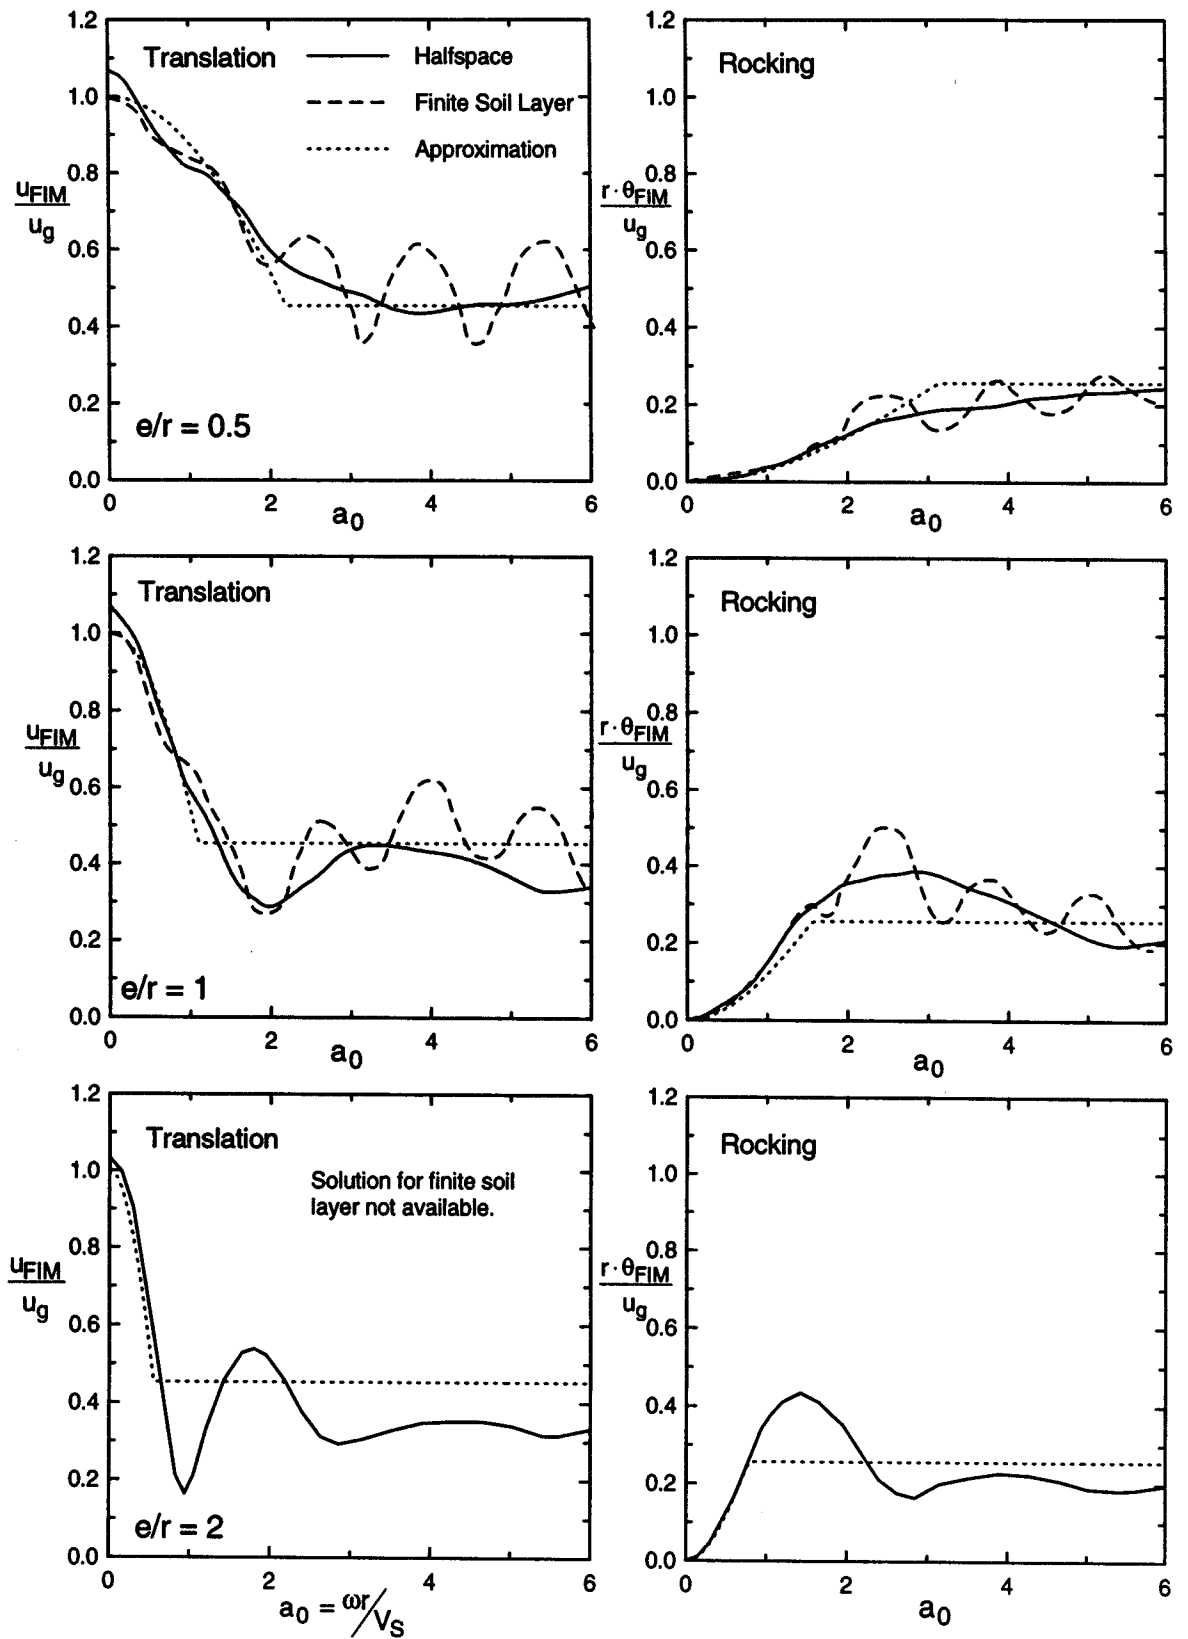 1.2
1.0
0.8
0.6
0.4
0.2
0.0
u_FIM
u_g
Translation
Halfspace
Finite Soil Layer
Approximation
e/r = 0.5
0 2 4 6
a_0
1.2
1.0
0.8
0.6
0.4
0.2
0.0
r·θ_FIM
u_g
Rocking
0 2 4 6
a_0
1.2
1.0
0.8
0.6
0.4
0.2
0.0
u_FIM
u_g
Translation
e/r = 1
0 2 4 6
a_0
1.2
1.0
0.8
0.6
0.4
0.2
0.0
r·θ_FIM
u_g
Rocking
0 2 4 6
a_0
1.2
1.0
0.8
0.6
0.4
0.2
0.0
u_FIM
u_g
Translation
Solution for finite soil
layer not available.
e/r = 2
0 2 4 6
a_0 = ωr/V_S
1.2
1.0
0.8
0.6
0.4
0.2
0.0
r·θ_FIM
u_g
Rocking
0 2 4 6
a_0